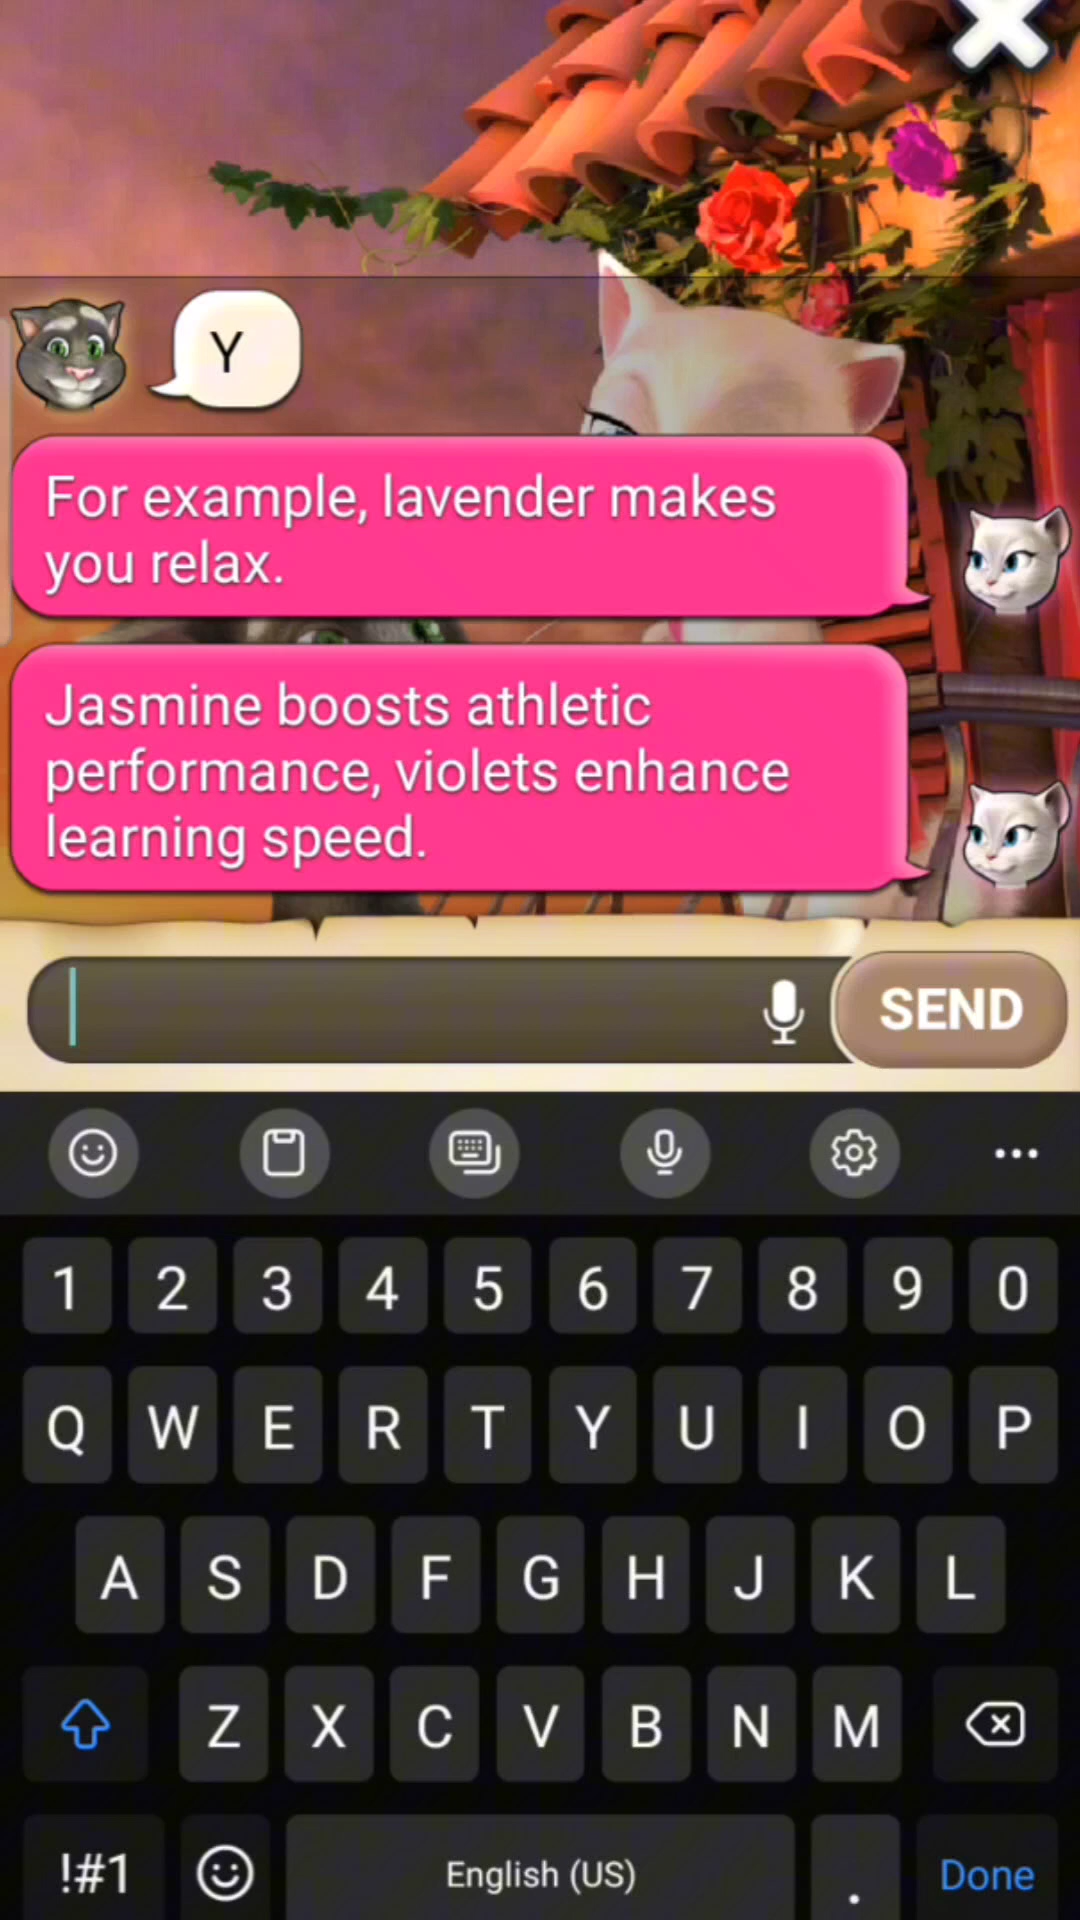 Y
For example, lavender makes
you relax.
Jasmine boosts athletic
performance, violets enhance
learning speed.
SEND
1 2 3 4 5 6 7 8 9 0
Q W E R T Y U I O P
A S D F G H J K L
Z X C V B N M
!#1 English (US) . Done